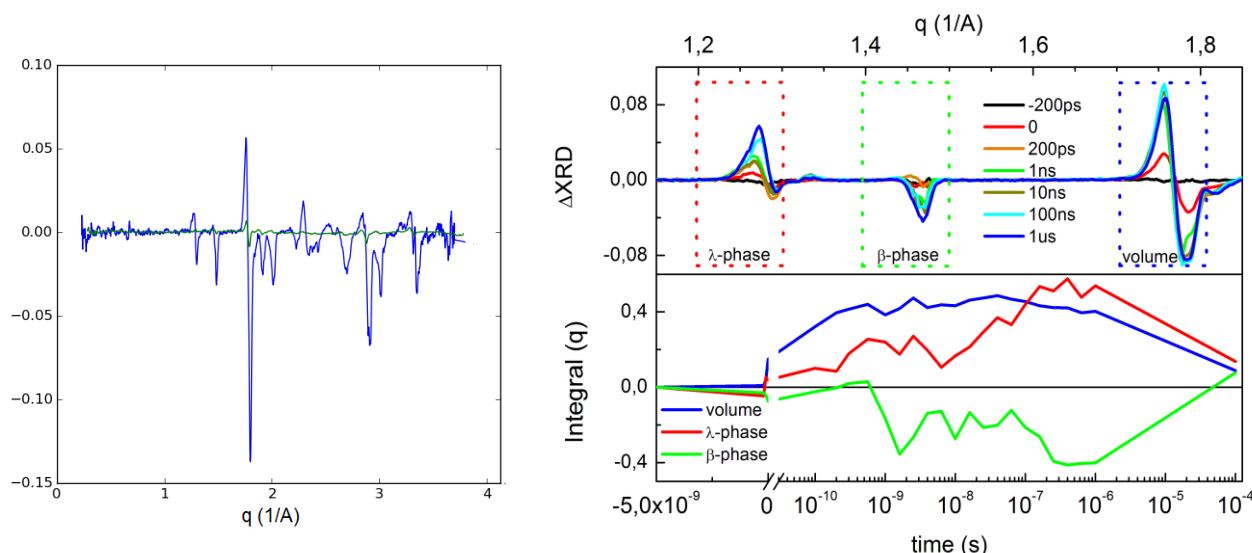 0.10
0.05
0.00
−0.05
−0.10
−0.15
0
1
2
3
4
q (1/A)
q (1/A)
1,2
1,4
1,6
1,8
ΔXRD
0,08
0,00
-0,08
-200ps
0
200ps
1ns
10ns
100ns
1us
λ-phase
β-phase
volume
Integral (q)
0,4
0,0
-0,4
volume
λ-phase
β-phase
-5,0x10⁻⁹
0
10⁻¹⁰
10⁻⁹
10⁻⁸
10⁻⁷
10⁻⁶
10⁻⁵
10⁻⁴
time (s)